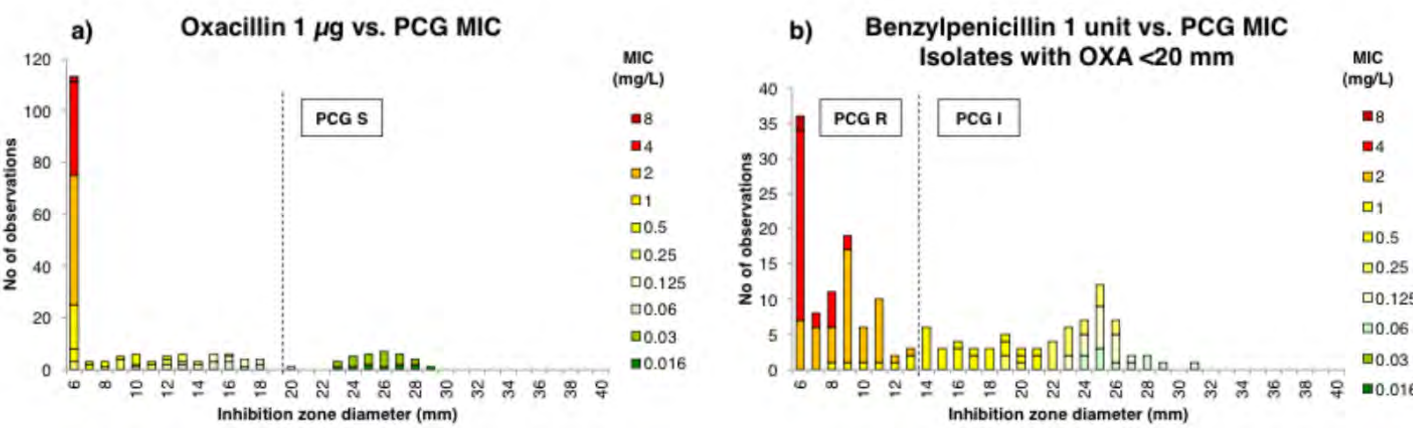 a) Oxacillin 1 µg vs. PCG MIC
MIC
(mg/L)
No of observations
120
100
80
60
40
20
0
PCG S
8
4
2
1
0.5
0.25
0.125
0.06
0.03
0.016
6 8 10 12 14 16 18 20 22 24 26 28 30 32 34 36 38 40
Inhibition zone diameter (mm)
b) Benzylpenicillin 1 unit vs. PCG MIC
Isolates with OXA <20 mm
MIC
(mg/L)
No of observations
40
35
30
25
20
15
10
5
0
PCG R PCG I
8
4
2
1
0.5
0.25
0.125
0.06
0.03
0.016
6 8 10 12 14 16 18 20 22 24 26 28 30 32 34 36 38 40
Inhibition zone diameter (mm)